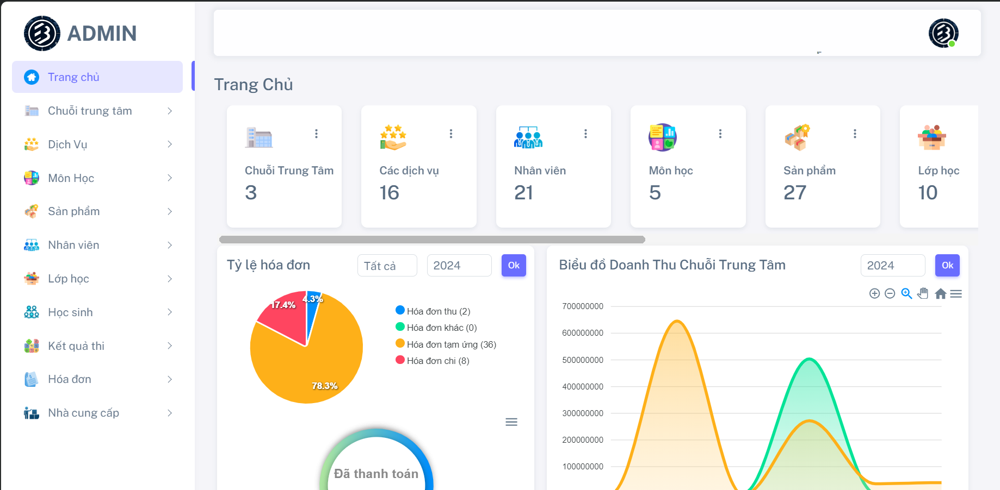 ADMIN
Trang chủ
Chuỗi trung tâm
Dịch Vụ
Môn Học
Sản phẩm
Nhân viên
Lớp học
Học sinh
Kết quả thi
Hóa đơn
Nhà cung cấp
Trang Chủ
Chuỗi Trung Tâm
3
Các dịch vụ
16
Nhân viên
21
Môn học
5
Sản phẩm
27
Lớp học
10
Tỷ lệ hóa đơn
Tất cả
2024
Ok
17.4%
4.3%
78.3%
Hóa đơn thu (2)
Hóa đơn khác (0)
Hóa đơn tạm ứng (36)
Hóa đơn chi (8)
Đã thanh toán
Biểu đồ Doanh Thu Chuỗi Trung Tâm
2024
Ok
700000000
600000000
500000000
400000000
300000000
200000000
100000000